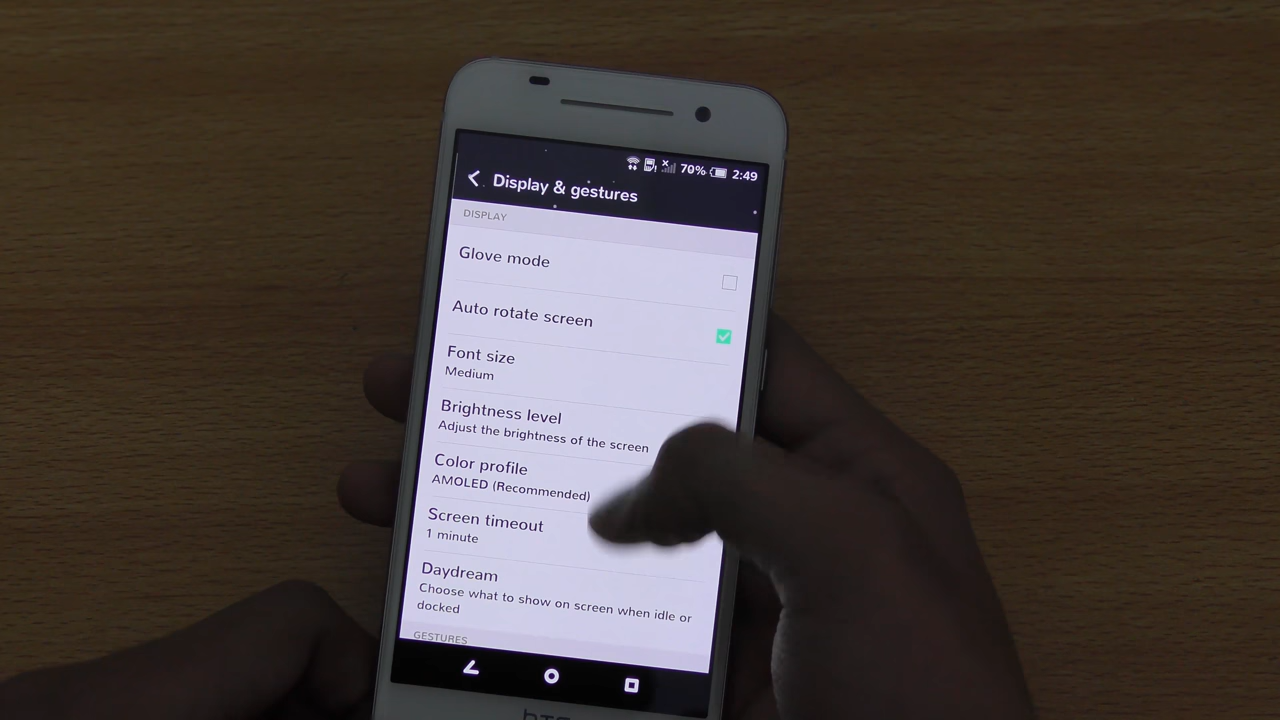 70% 2:49
Display & gestures
DISPLAY
Glove mode
Auto rotate screen
Font size
Medium
Brightness level
Adjust the brightness of the screen
Color profile
AMOLED (Recommended)
Screen timeout
1 minute
Daydream
Choose what to show on screen when idle or
docked
GESTURES
hTC